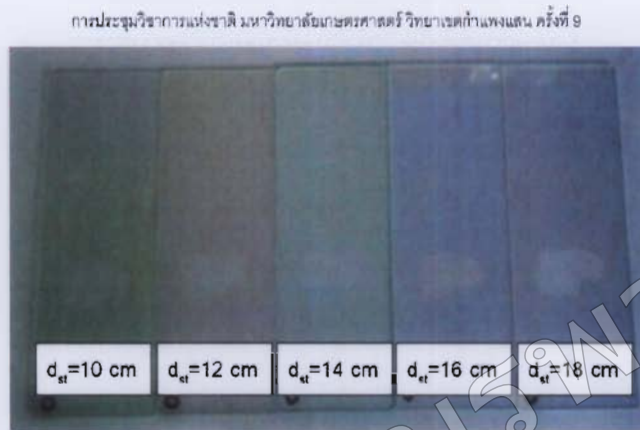 การประชุมวิชาการแห่งชาติ มหาวิทยาลัยเกษตรศาสตร์ วิทยาเขตกำแพงแสน ครั้งที่ 9
d_st=10 cm d_st=12 cm d_st=14 cm d_st=16 cm d_st=18 cm